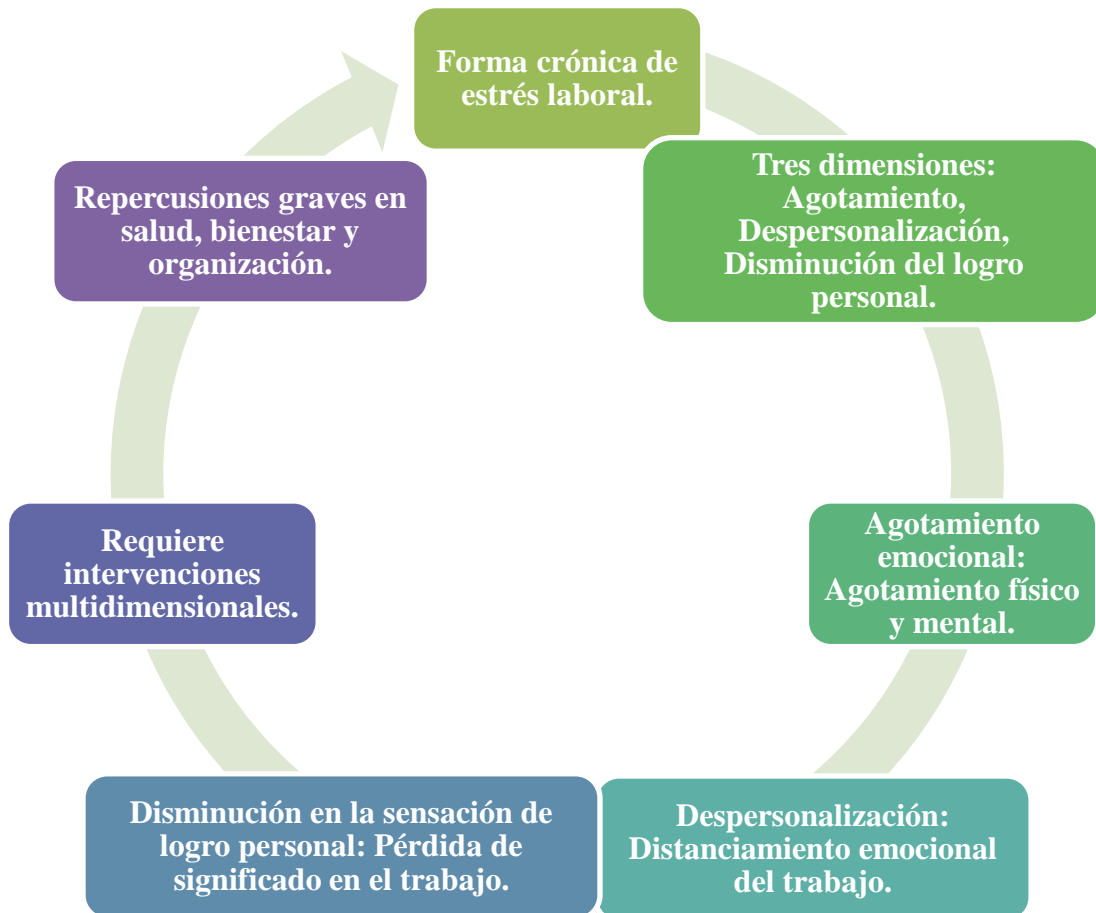 Forma crónica de
estrés laboral.
Tres dimensiones:
Agotamiento,
Despersonalización,
Disminución del logro
personal.
Agotamiento
emocional:
Agotamiento físico
y mental.
Despersonalización:
Distanciamiento emocional
del trabajo.
Disminución en la sensación de
logro personal: Pérdida de
significado en el trabajo.
Requiere
intervenciones
multidimensionales.
Repercusiones graves en
salud, bienestar y
organización.